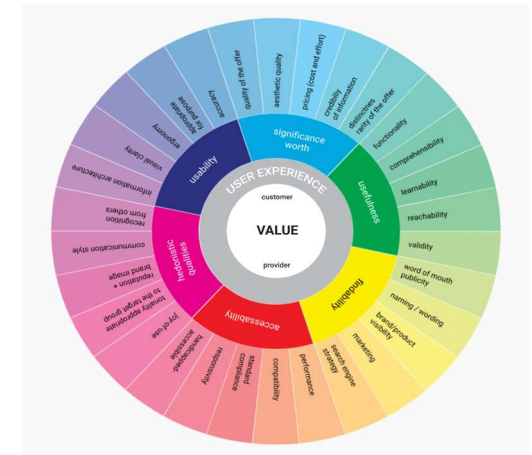 USER EXPERIENCE
customer
VALUE
provider
significance
worth
usefulness
findability
accessability
hedonistic
qualities
usability
quality of the offer
aesthetic quality
pricing (cost and effort)
credibility
of information
distinctnes
rarity of the offer
functionality
comprehensibility
learnability
reachability
validity
word of mouth
publicity
naming / wording
brand/product
visibility
marketing
search engine
strategy
performance
compatibility
standard
compliance
responsivity
handicapped-
accessible
joy-of-use
tonality appropriate
to the target group
reputation +
brand image
communication style
recognition
from others
information architecture
visual clarity
ergonomy
appropriate
for purpose
accuracy